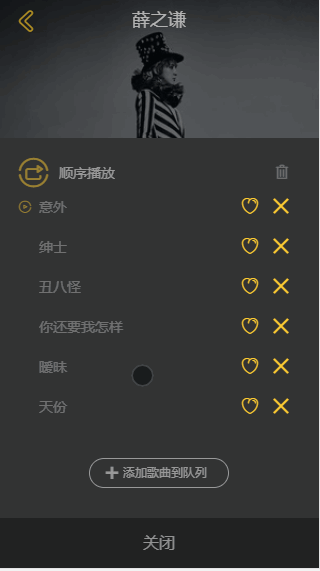 薛之谦
顺序播放
意外
绅士
丑八怪
你还要我怎样
暧昧
天份
添加歌曲到队列
关闭